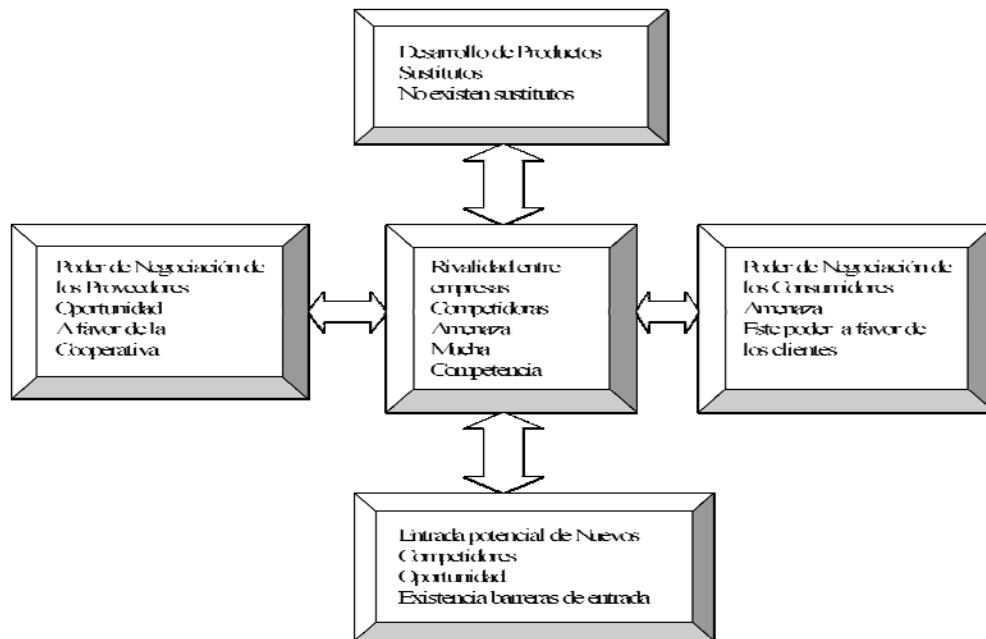 Desarrollo de Productos
Sustitutos
No existen sustitutos
Poder de Negociación de
los Proveedores
Oportunidad
A favor de la
Cooperativa
Rivalidad entre
empresas
Competidoras
Amenaza
Mucha
Competencia
Poder de Negociación de
los Consumidores
Amenaza
Este poder a favor de
los clientes
Entrada potencial de Nuevos
Competidores
Oportunidad
Existencia barreras de entrada